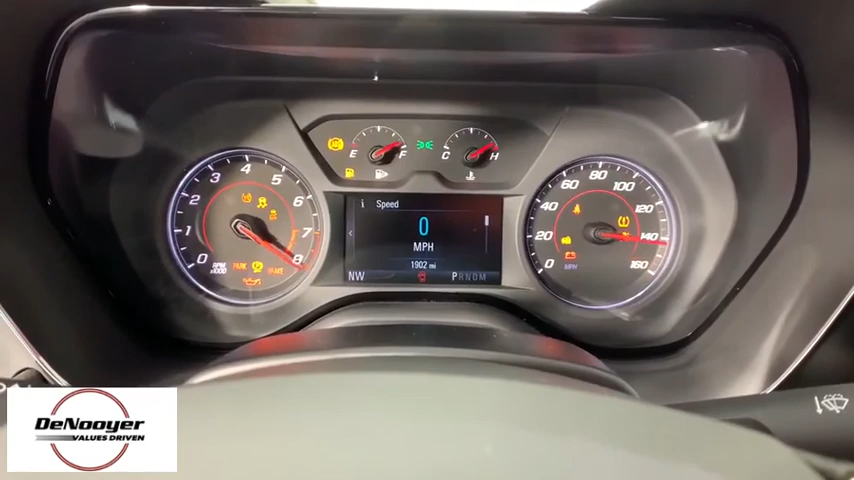 E F
C H
0 1 2 3 4 5 6 7 8
RPM
x1000
PARK
i Speed
0
MPH
1902 mi
NW
PRNDM
0 20 40 60 80 100 120 140 160
MPH
DeNooyer
VALUES DRIVEN